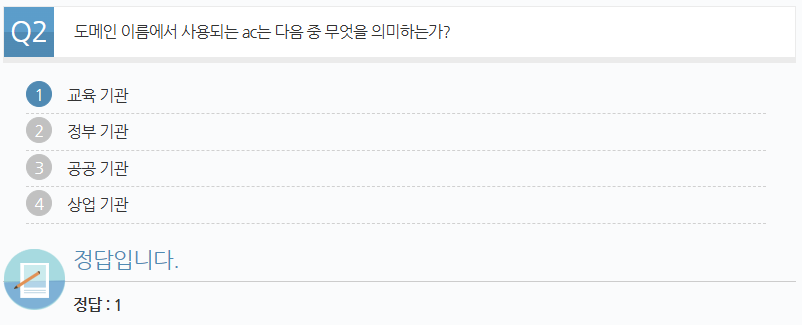 Q2 도메인 이름에서 사용되는 ac는 다음 중 무엇을 의미하는가?
1 교육 기관
2 정부 기관
3 공공 기관
4 상업 기관
정답입니다.
정답 : 1